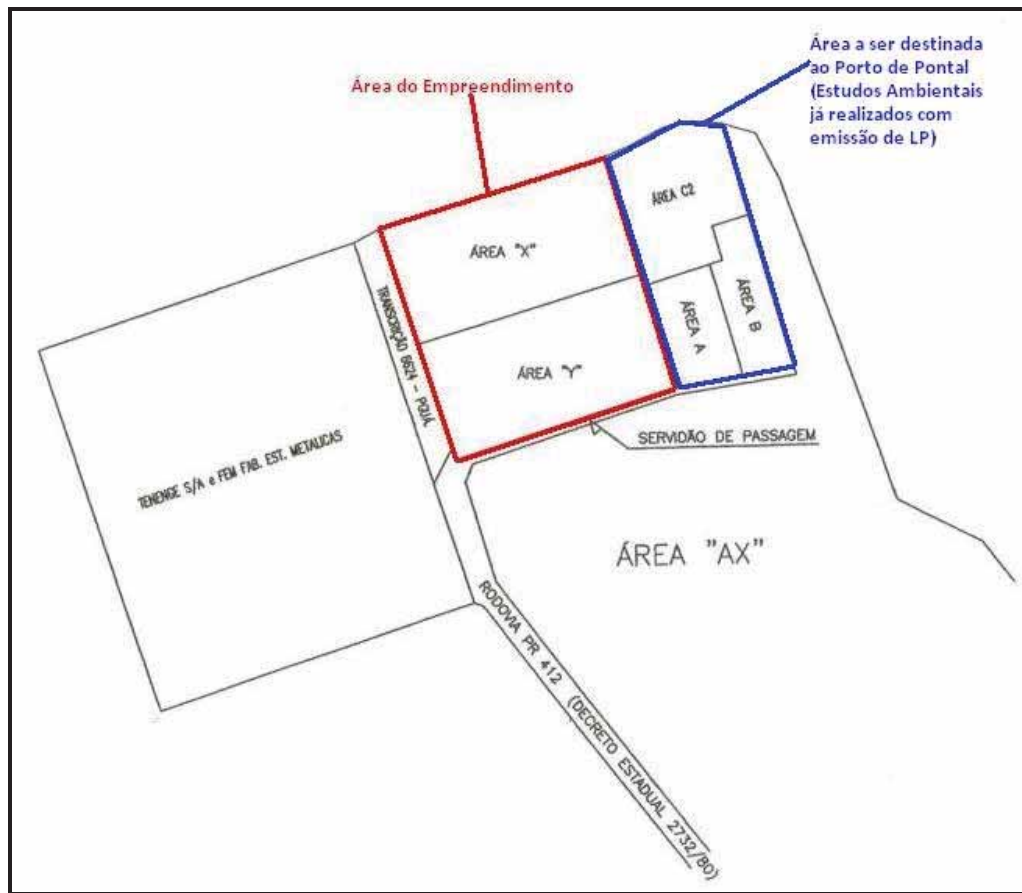 Área do Empreendimento
Área a ser destinada
ao Porto de Pontal
(Estudos Ambientais
já realizados com
emissão de LP)
ÁREA C2
ÁREA "X"
TRANSCRIÇÃO 6624 - PGUÁ.
ÁREA A
ÁREA B
ÁREA "Y"
SERVIDÃO DE PASSAGEM
TENENGE S/A e FEM FAB. EST. METALICAS
ÁREA "AX"
RODOVIA PR 412 (DECRETO ESTADUAL 2732/80)